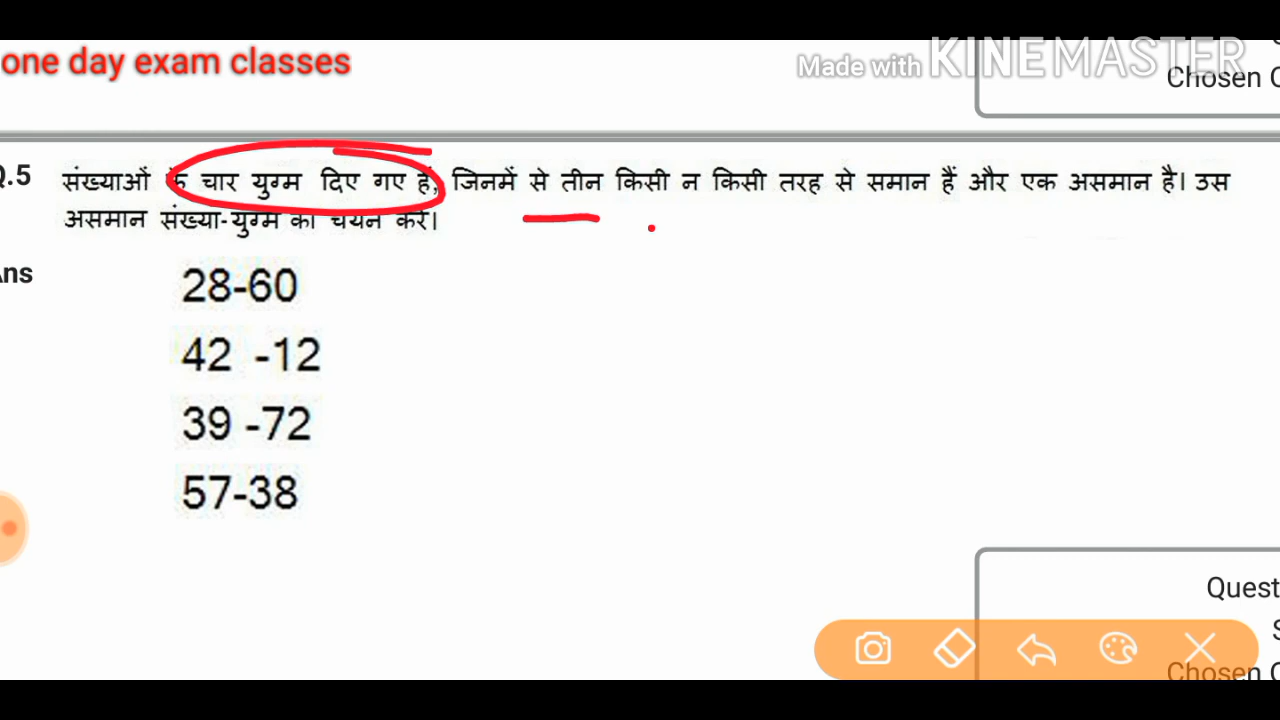 one day exam classes
Made with KINEMASTER
Chosen
Q.5 संख्याओं के चार युग्म दिए गए हैं, जिनमें से तीन किसी न किसी तरह से समान हैं और एक असमान है। उस
असमान संख्या-युग्म का चयन करें।
Ans 28-60
42 -12
39 -72
57-38
Quest
Chosen